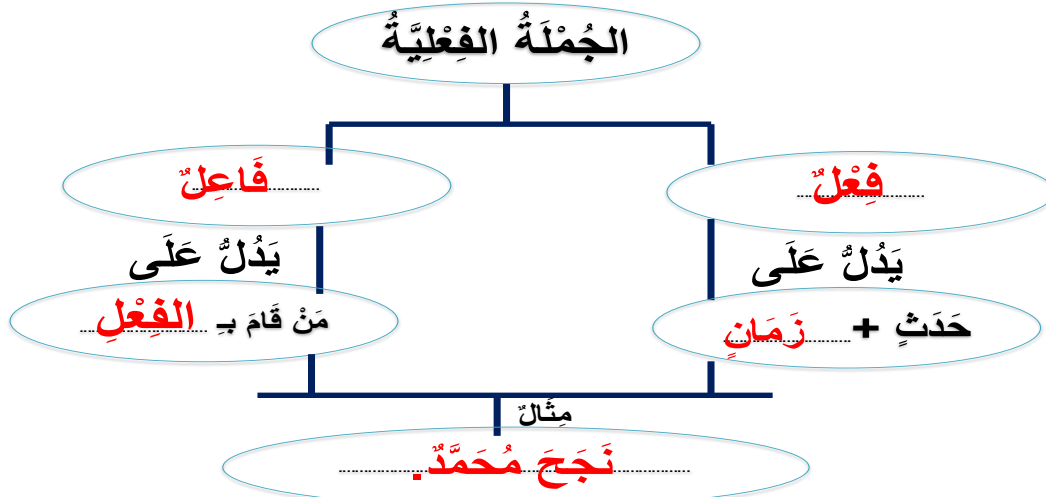 الجُمْلَةُ الفِعْلِيَّةُ
فِعْلٌ
فَاعِلٌ
يَدُلُّ عَلَى
يَدُلُّ عَلَى
حَدَثٍ + زَمَانٍ
مَنْ قَامَ بِـ الفِعْلِ
مِثَالٌ
نَجَحَ مُحَمَّدٌ.